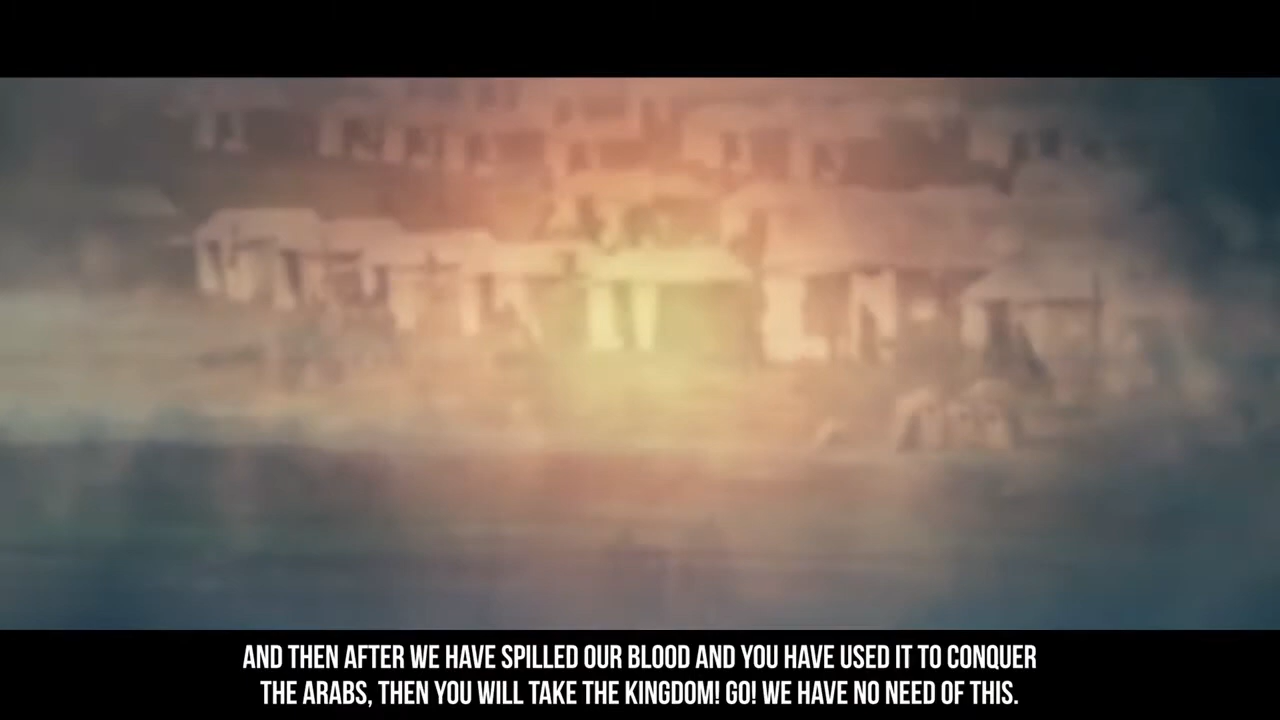 AND THEN AFTER WE HAVE SPILLED OUR BLOOD AND YOU HAVE USED IT TO CONQUER
THE ARABS, THEN YOU WILL TAKE THE KINGDOM! GO! WE HAVE NO NEED OF THIS.